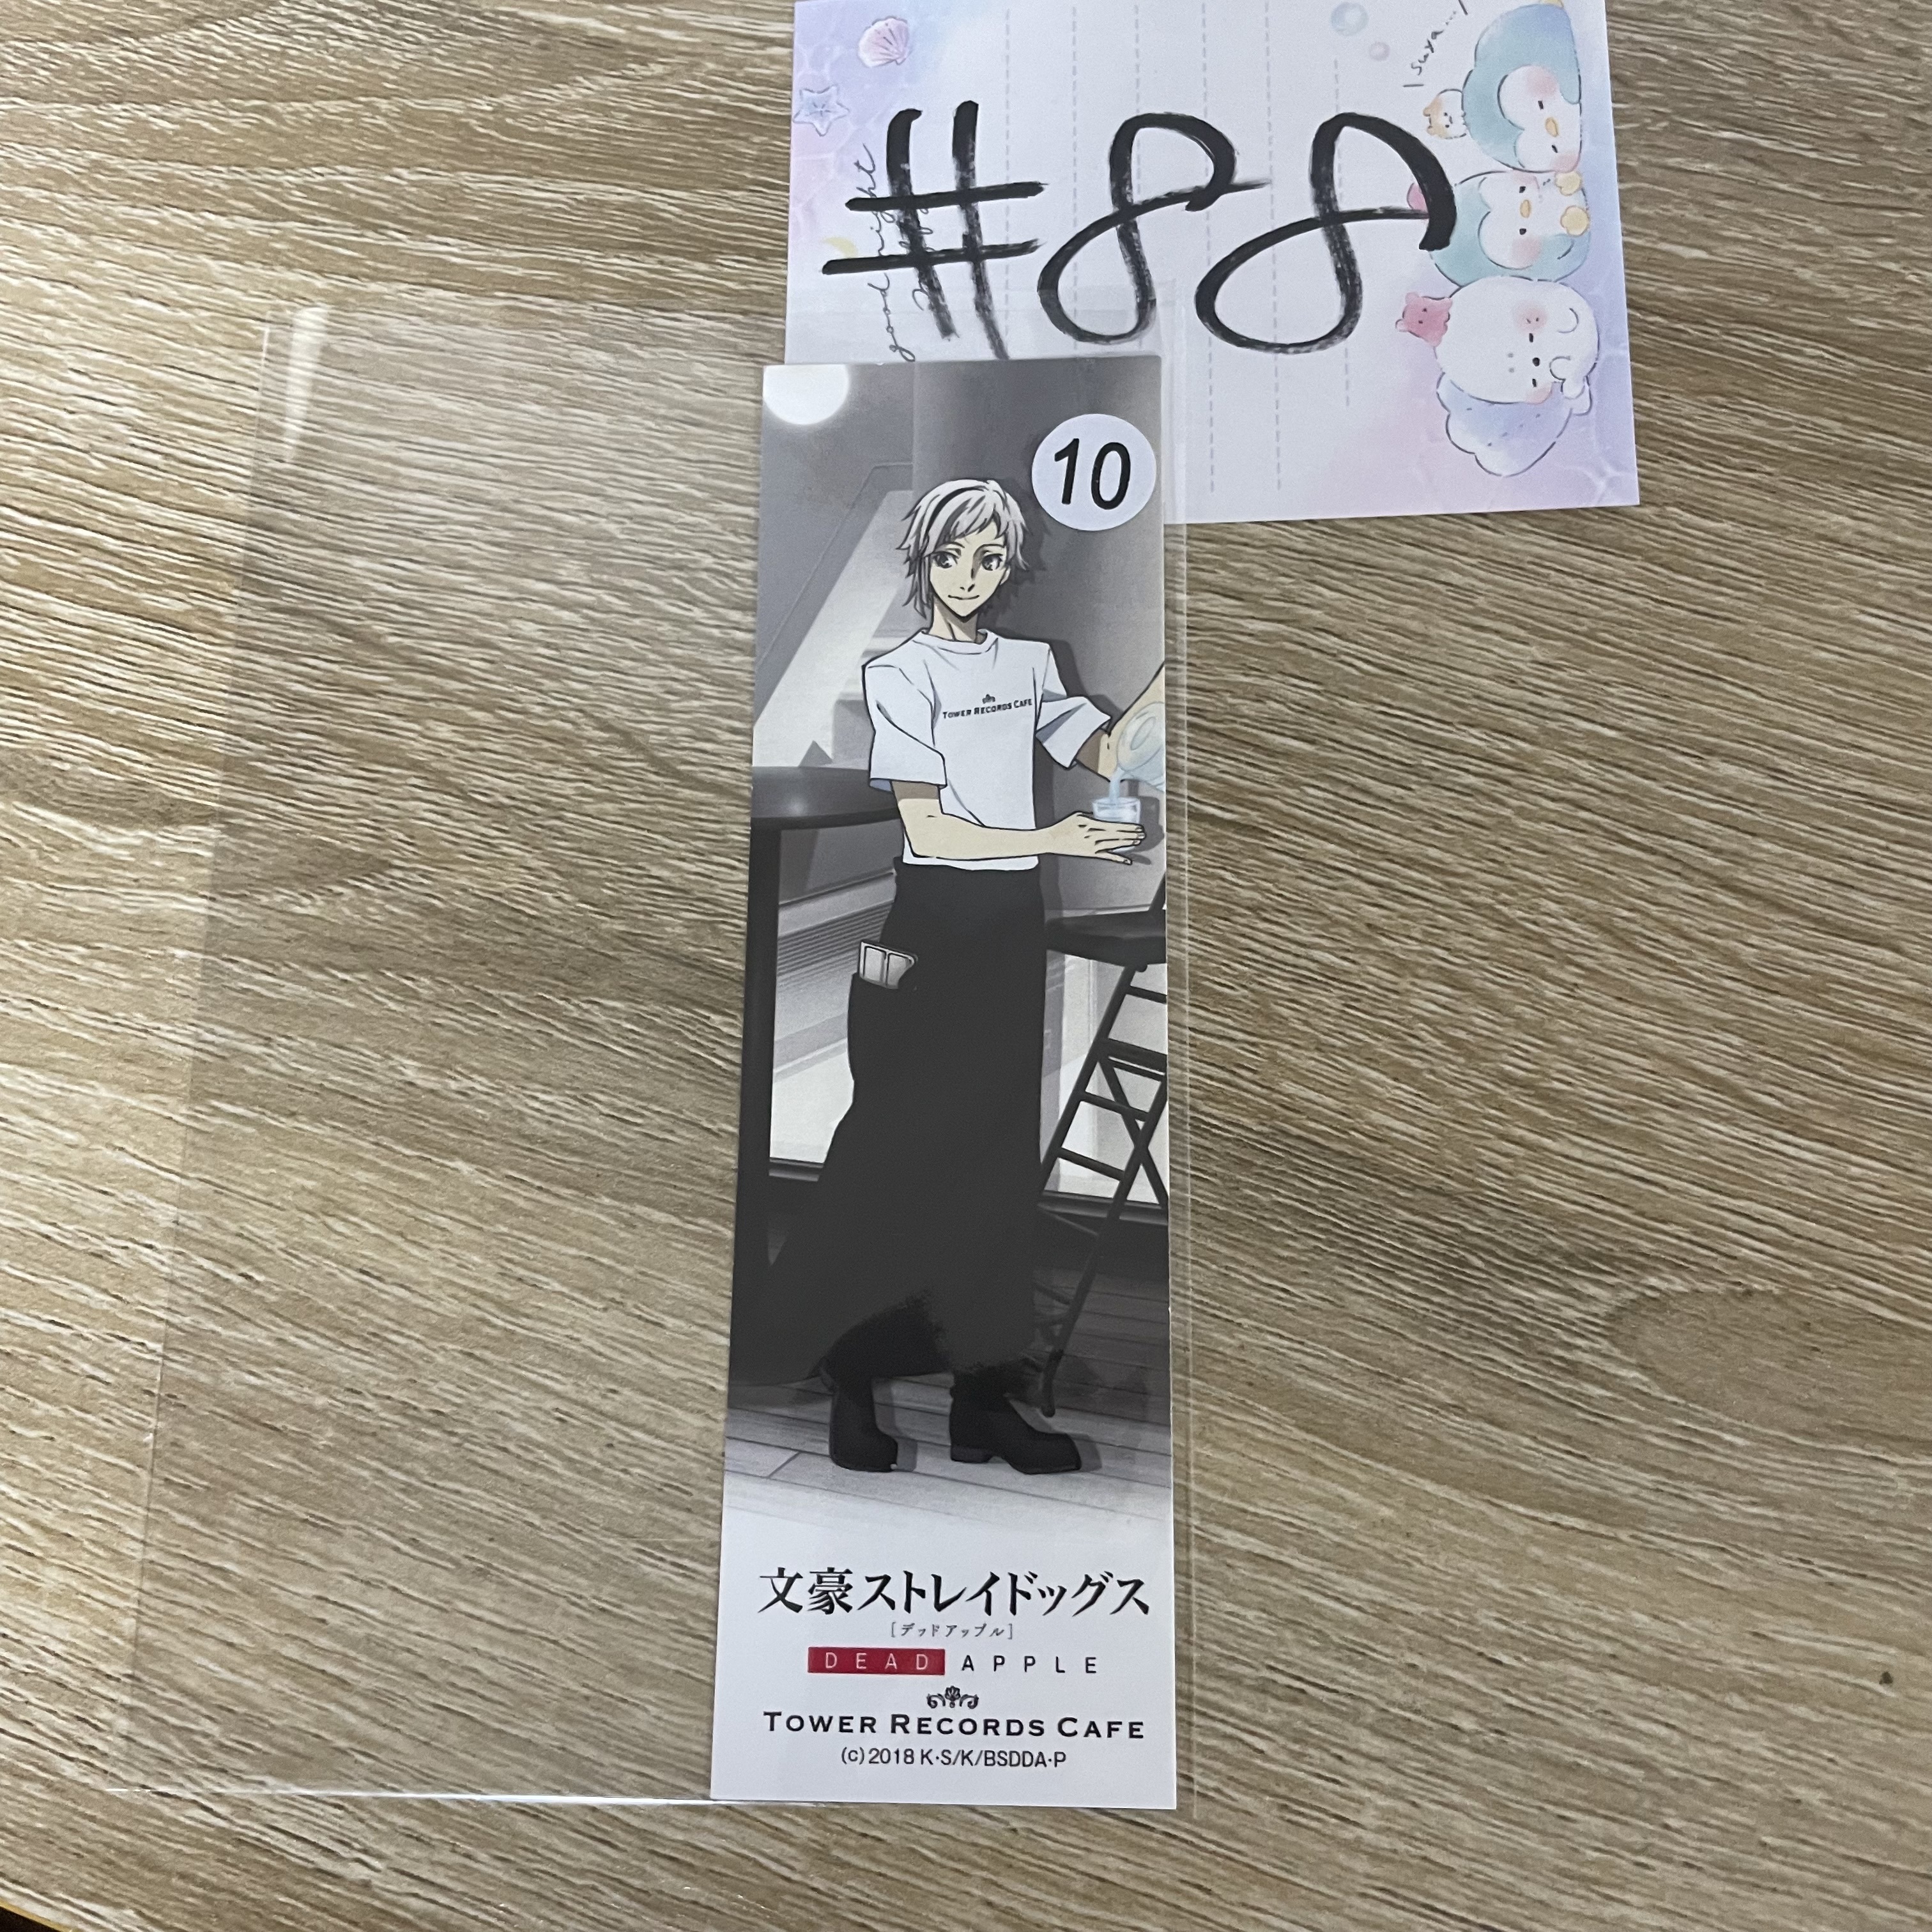 Suya...
#88
good night
10
TOWER RECORDS CAFE
文豪ストレイドッグス
[デッドアップル]
DEAD APPLE
TOWER RECORDS CAFE
(c)2018 K·S/K/BSDDA·P